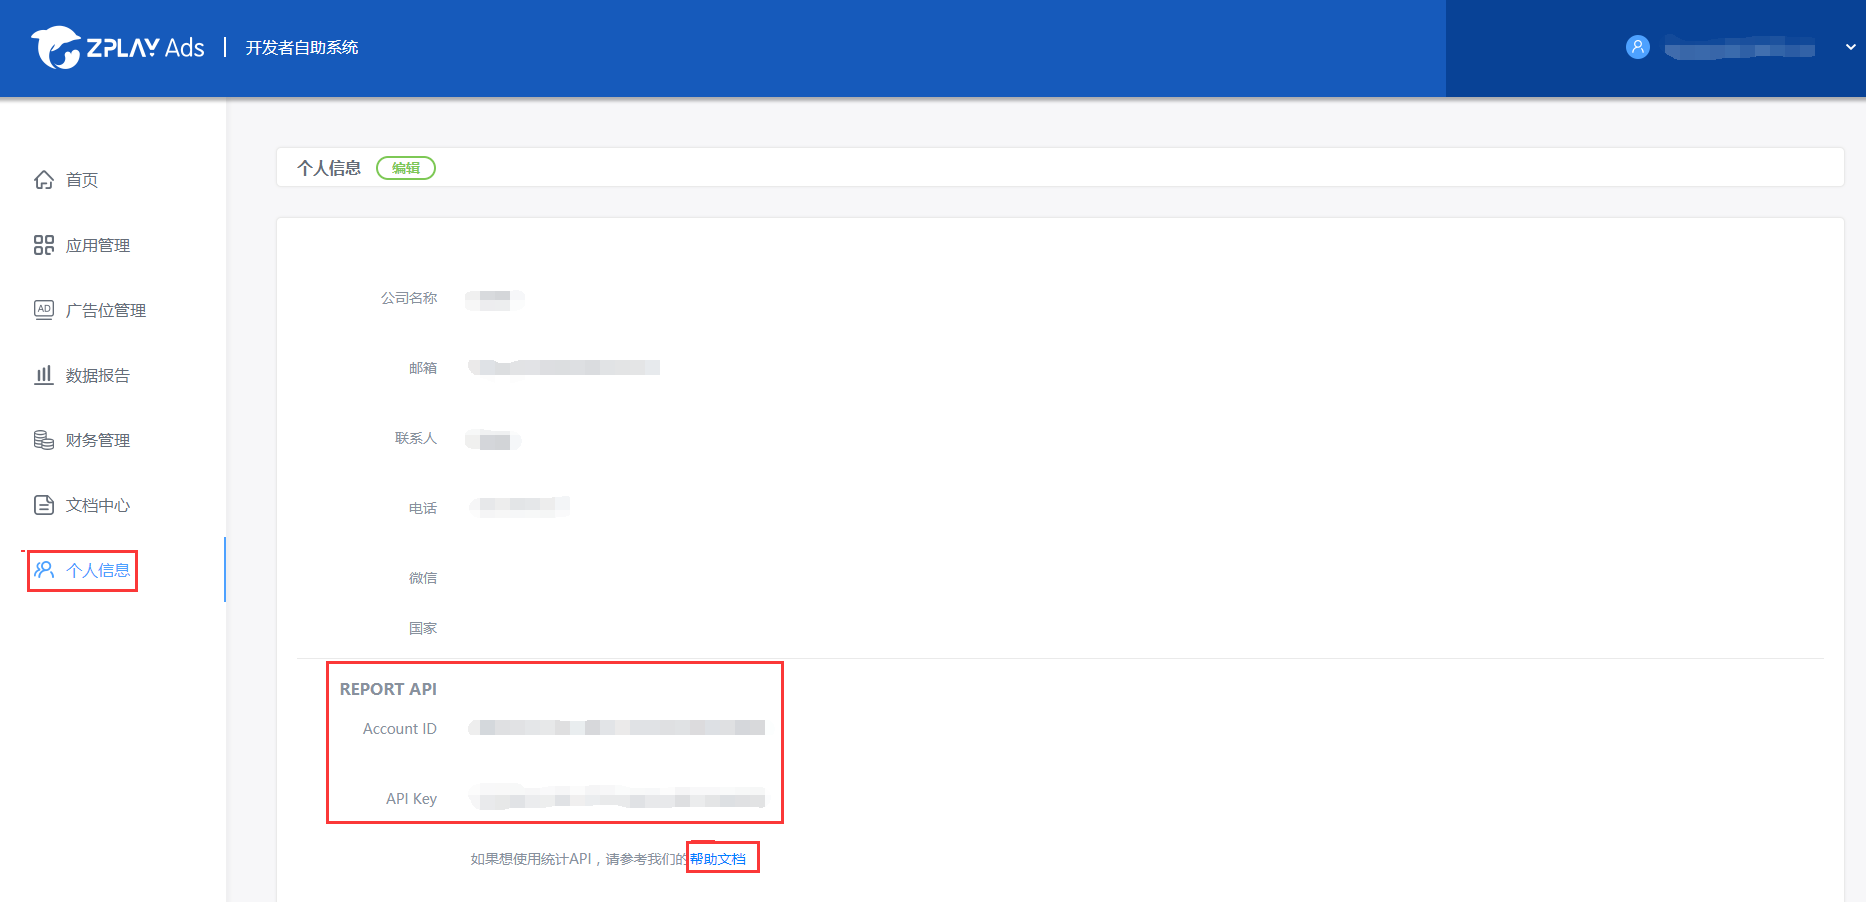 ZPLAY Ads | 开发者自助系统
首页
应用管理
AD 广告位管理
数据报告
财务管理
文档中心
个人信息
个人信息 编辑
公司名称
邮箱
联系人
电话
微信
国家
REPORT API
Account ID
API Key
如果想使用统计API，请参考我们的帮助文档